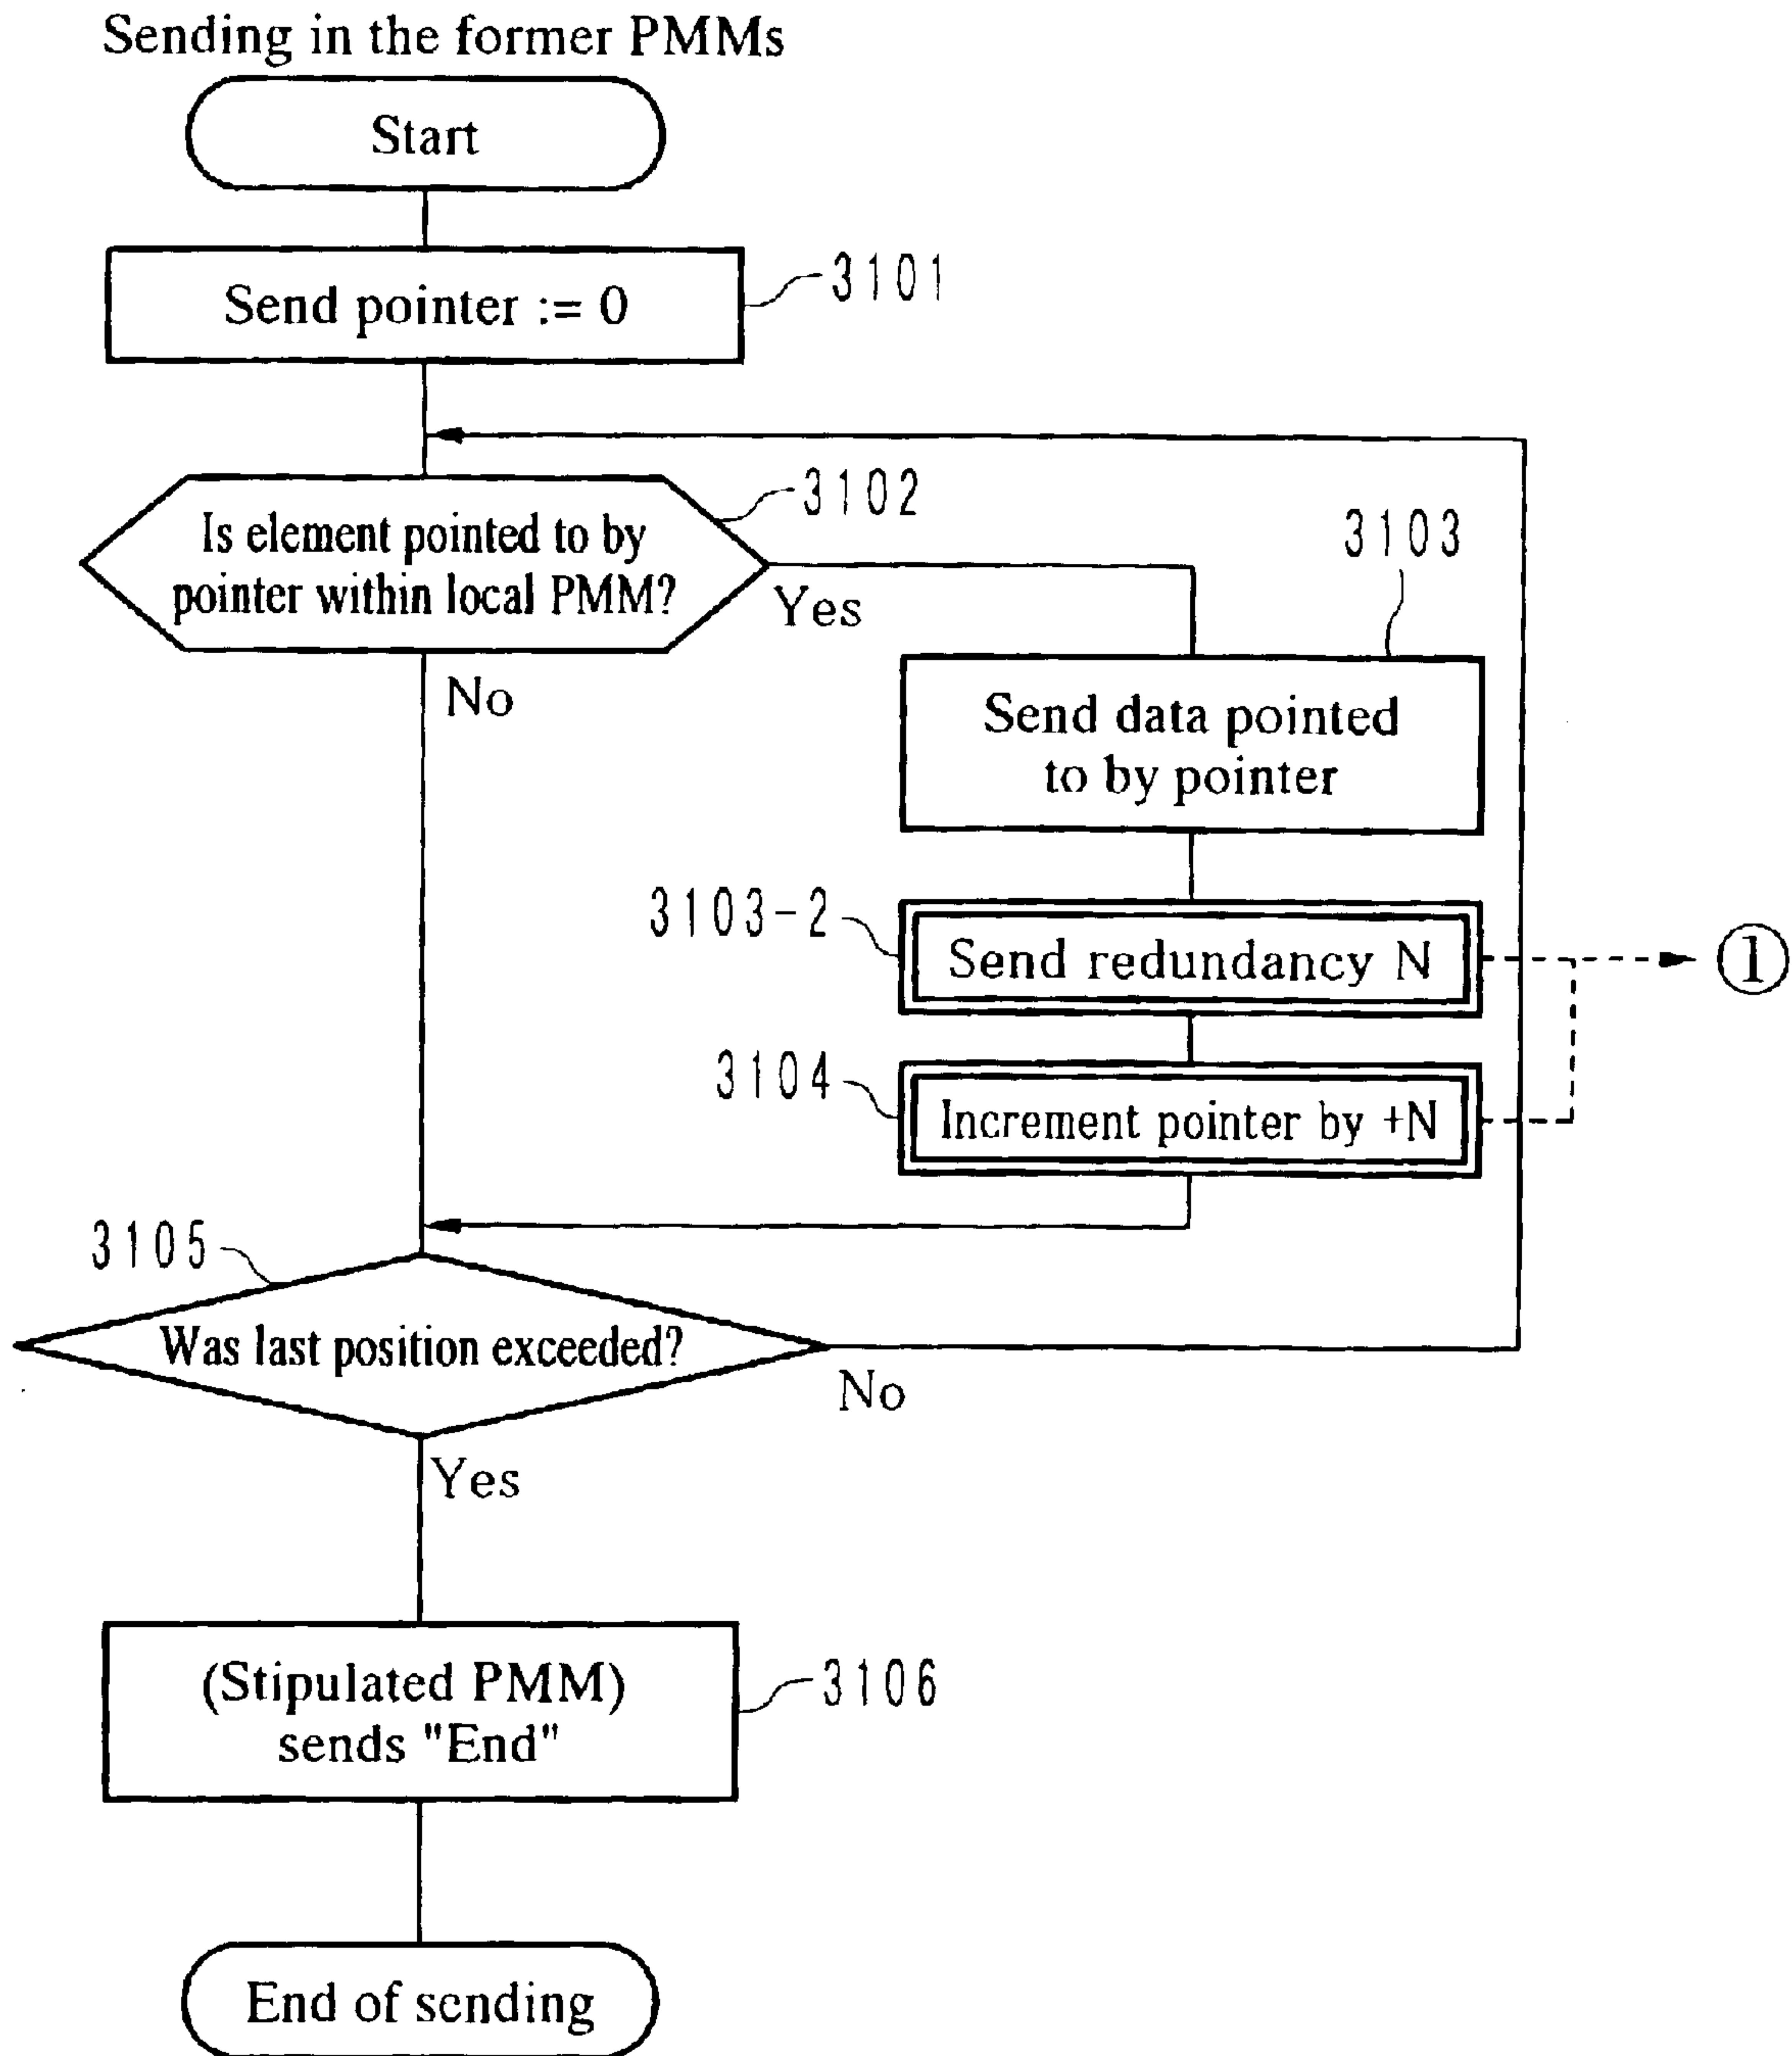 Sending in the former PMMs
Start
Send pointer := 0
3101
Is element pointed to by
pointer within local PMM?
3102
Yes
No
3103
Send data pointed
to by pointer
3103-2
Send redundancy N
①
3104
Increment pointer by +N
3105
Was last position exceeded?
No
Yes
(Stipulated PMM)
sends "End"
3106
End of sending